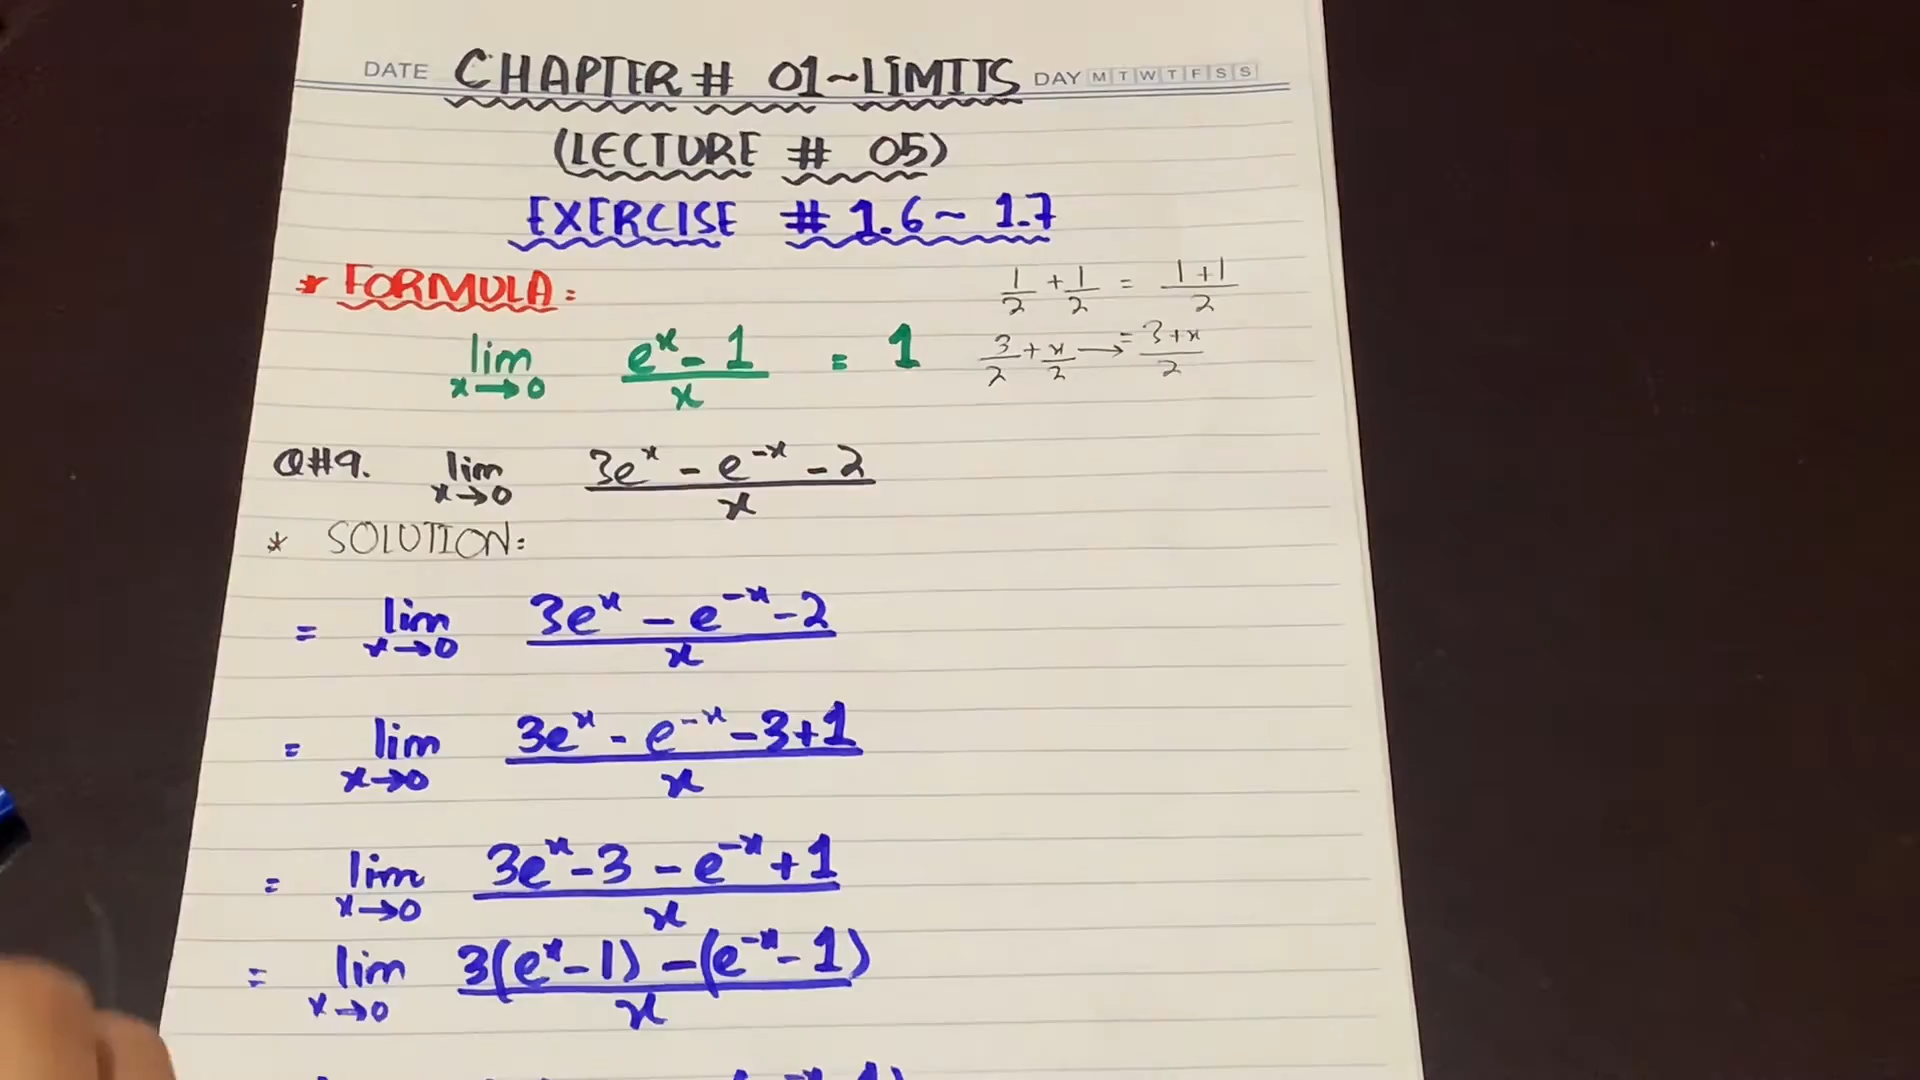 DATE CHAPTER # 01~LIMITS DAY M T W T F S S
(LECTURE # 05)
EXERCISE # 1.6 ~ 1.7
* FORMULA:
1/2 + 1/2 = (1+1)/2
lim x→0 (e^x - 1)/x = 1
3/2 + x/2 → = (3+x)/2
Q#9. lim x→0 (3e^x - e^-x - 2)/x
* SOLUTION:
= lim x→0 (3e^x - e^-x - 2)/x
= lim x→0 (3e^x - e^-x - 3+1)/x
= lim x→0 (3e^x - 3 - e^-x + 1)/x
= lim x→0 (3(e^x - 1) - (e^-x - 1))/x